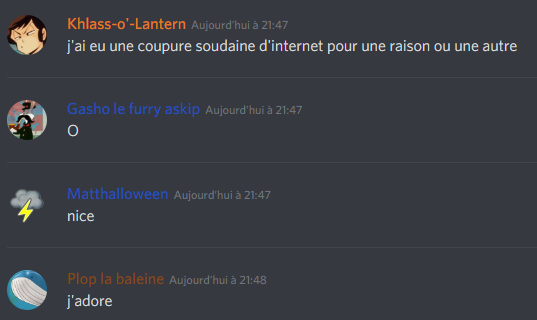 Khlass-o'-Lantern Aujourd'hui à 21:47
j'ai eu une coupure soudaine d'internet pour une raison ou une autre
Gasho le furry askip Aujourd'hui à 21:47
O
Matthalloween Aujourd'hui à 21:47
nice
Plop la baleine Aujourd'hui à 21:48
j'adore